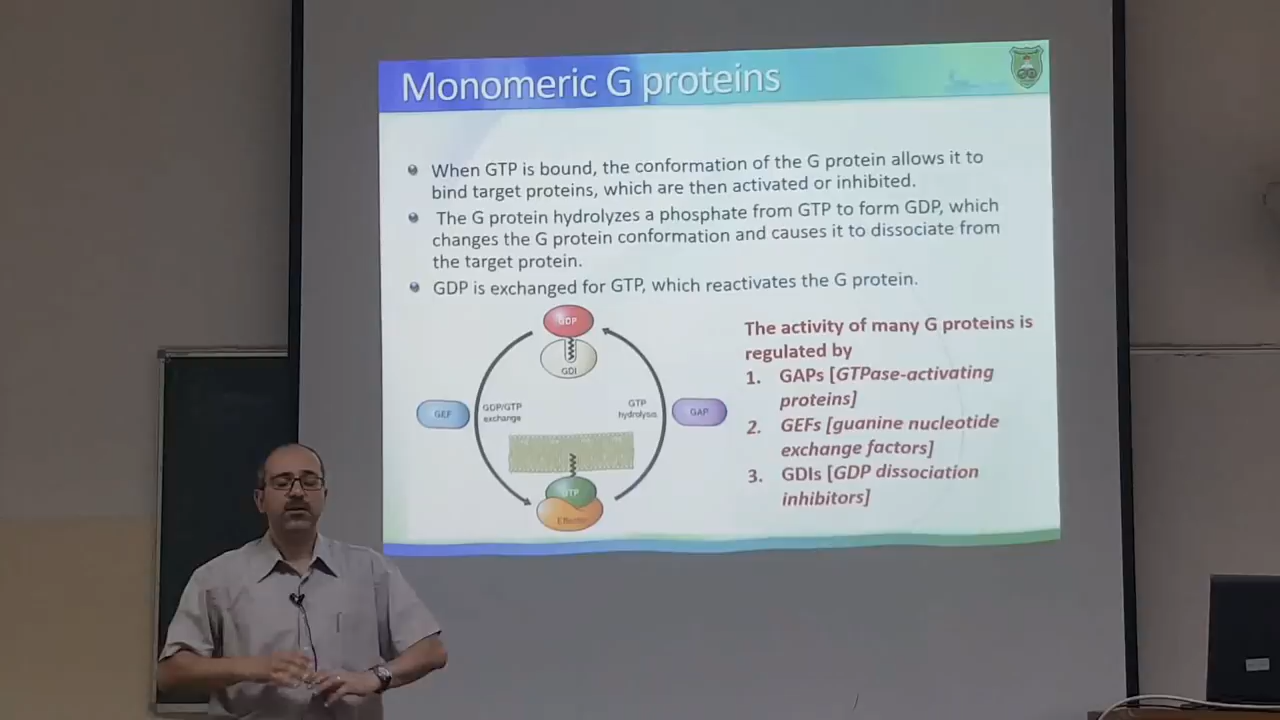 Monomeric G proteins
When GTP is bound, the conformation of the G protein allows it to
bind target proteins, which are then activated or inhibited.
The G protein hydrolyzes a phosphate from GTP to form GDP, which
changes the G protein conformation and causes it to dissociate from
the target protein.
GDP is exchanged for GTP, which reactivates the G protein.
GDP
GDI
GEF
GDP/GTP
exchange
GTP
hydrolysis
GAP
GTP
Effector
The activity of many G proteins is
regulated by
1. GAPs [GTPase-activating
proteins]
2. GEFs [guanine nucleotide
exchange factors]
3. GDIs [GDP dissociation
inhibitors]